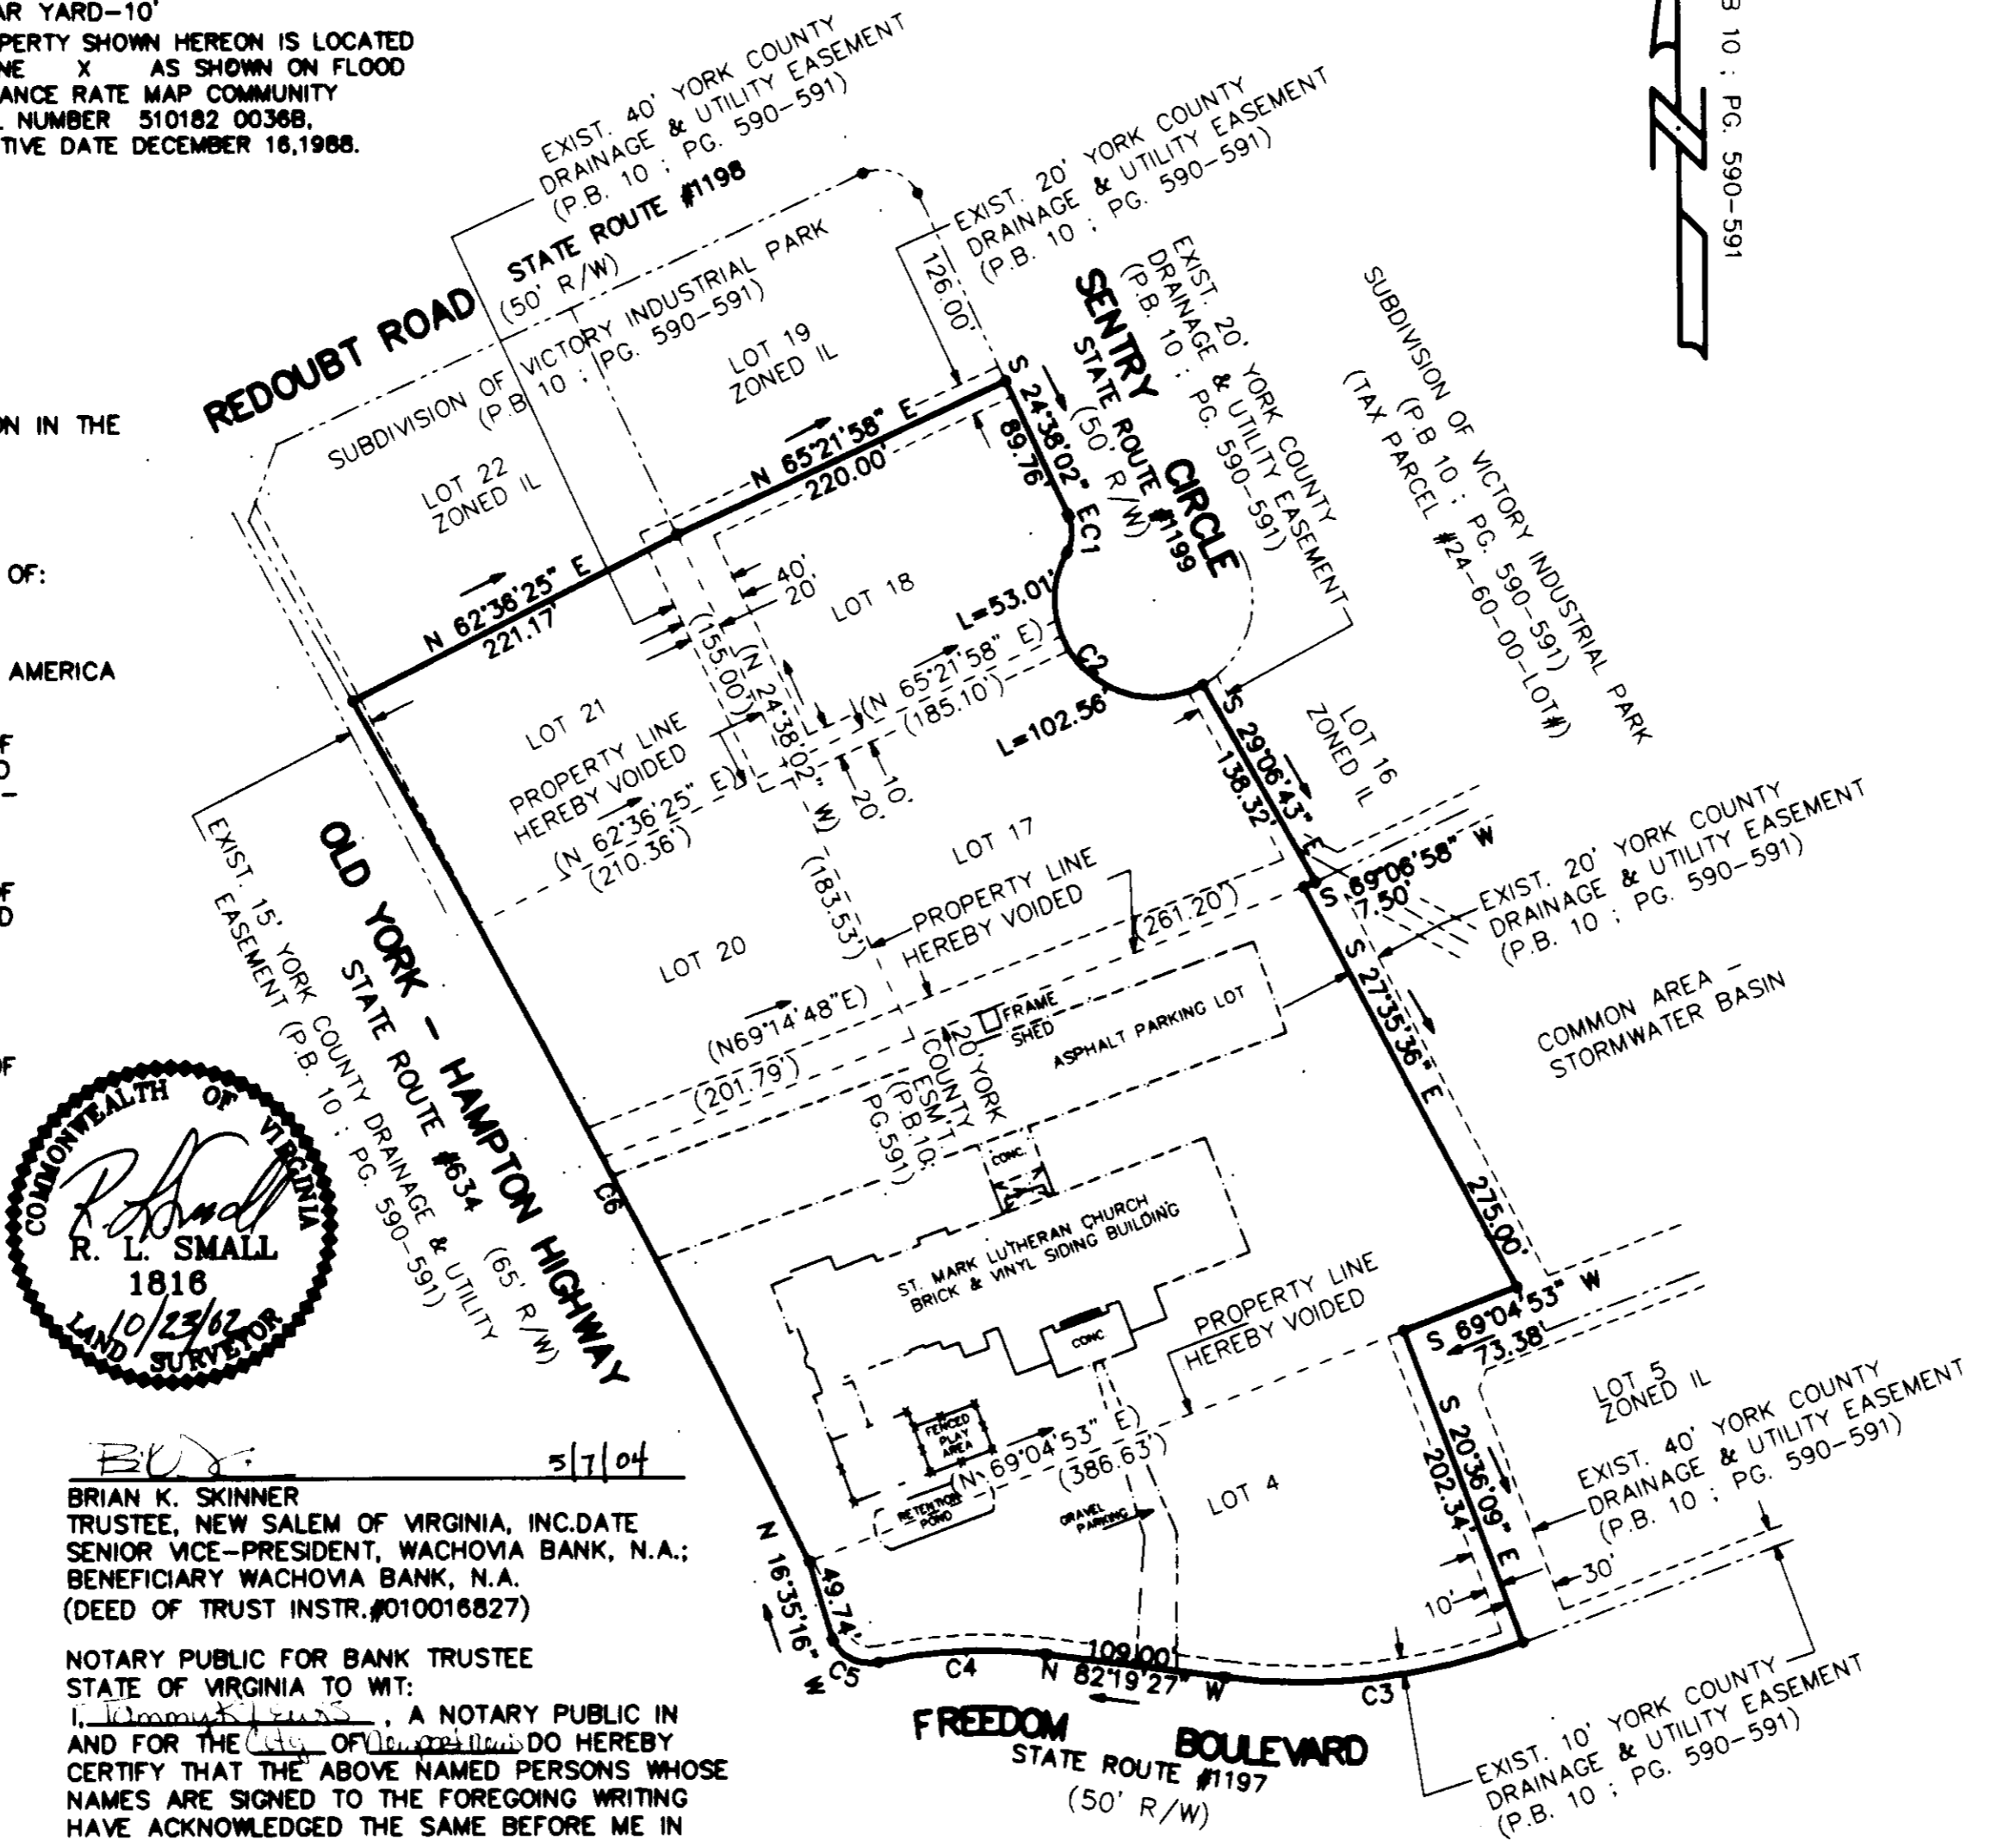 AR YARD-10'
PERTY SHOWN HEREON IS LOCATED
NE X AS SHOWN ON FLOOD
ANCE RATE MAP COMMUNITY
L NUMBER 510182 0036B,
TIVE DATE DECEMBER 16,1988.
B 10 ; PG. 590-591
N
EXIST. 40' YORK COUNTY
DRAINAGE & UTILITY EASEMENT
(P.B. 10 ; PG. 590-591)
REDOUBT ROAD
STATE ROUTE #1198
(50' R/W)
SUBDIVISION OF VICTORY INDUSTRIAL PARK
(P.B 10 ; PG. 590-591)
EXIST. 20' YORK COUNTY
DRAINAGE & UTILITY EASEMENT
(P.B. 10 ; PG. 590-591)
126.00'
SENTRY CIRCLE
STATE ROUTE #1199
(50' R/W)
EXIST. 20' YORK COUNTY
DRAINAGE & UTILITY EASEMENT
(P.B. 10 ; PG. 590-591)
SUBDIVISION OF VICTORY INDUSTRIAL PARK
(P.B 10 ; PG. 590-591)
(TAX PARCEL #24-60-00-LOT#)
LOT 22
ZONED IL
LOT 19
ZONED IL
N 65°21'58" E
220.00'
S 24°38'02" E
89.76'
C1
N 62°36'25" E
221.17'
ON IN THE
OF:
AMERICA
40'
20'
LOT 18
L=53.01'
C2
L=102.56'
(155.00')
(N 24°38'02" W)
(183.53')
(N 65°21'58" E)
(185.10')
LOT 21
PROPERTY LINE
HEREBY VOIDED
(N 62°36'25" E)
(210.36')
10'
20'
S 29°06'43" E
138.32'
LOT 16
ZONED IL
LOT 17
PROPERTY LINE
HEREBY VOIDED
(261.20')
S 69°06'58" W
7.50'
EXIST. 20' YORK COUNTY
DRAINAGE & UTILITY EASEMENT
(P.B. 10 ; PG. 590-591)
EXIST. 15' YORK COUNTY DRAINAGE & UTILITY
EASEMENT (P.B. 10 ; PG. 590-591)
OLD YORK - HAMPTON HIGHWAY
STATE ROUTE #634 (65' R/W)
LOT 20
(N69°14'48"E)
(201.79')
FRAME
SHED
ASPHALT PARKING LOT
20' YORK
COUNTY
ESM'T.
(P.B.10;
PG.591)
S 27°35'36" E
275.00'
COMMON AREA -
STORMWATER BASIN
C6
CONC.
ST. MARK LUTHERAN CHURCH
BRICK & VINYL SIDING BUILDING
CONC.
PROPERTY LINE
HEREBY VOIDED
S 69°04'53" W
73.38'
LOT 5
ZONED IL
FENCED
PLAY
AREA
(N 69°04'53" E)
(386.63')
RETENTION
POND
GRAVEL
PARKING
LOT 4
S 20°36'09" E
202.34'
EXIST. 40' YORK COUNTY
DRAINAGE & UTILITY EASEMENT
(P.B. 10 ; PG. 590-591)
30'
10'
N 16°35'16" W
49.74'
C5
C4
109.00'
N 82°19'27" W
C3
FREEDOM BOULEVARD
STATE ROUTE #1197
(50' R/W)
EXIST. 10' YORK COUNTY
DRAINAGE & UTILITY EASEMENT
(P.B. 10 ; PG. 590-591)
COMMONWEALTH OF VIRGINIA
R. L. SMALL
1816
10/23/62
LAND SURVEYOR
5/7/04
BRIAN K. SKINNER
TRUSTEE, NEW SALEM OF VIRGINIA, INC.DATE
SENIOR VICE-PRESIDENT, WACHOVIA BANK, N.A.;
BENEFICIARY WACHOVIA BANK, N.A.
(DEED OF TRUST INSTR.#010016827)
NOTARY PUBLIC FOR BANK TRUSTEE
STATE OF VIRGINIA TO WIT:
I, , A NOTARY PUBLIC IN
AND FOR THE City OF Newport News DO HEREBY
CERTIFY THAT THE ABOVE NAMED PERSONS WHOSE
NAMES ARE SIGNED TO THE FOREGOING WRITING
HAVE ACKNOWLEDGED THE SAME BEFORE ME IN